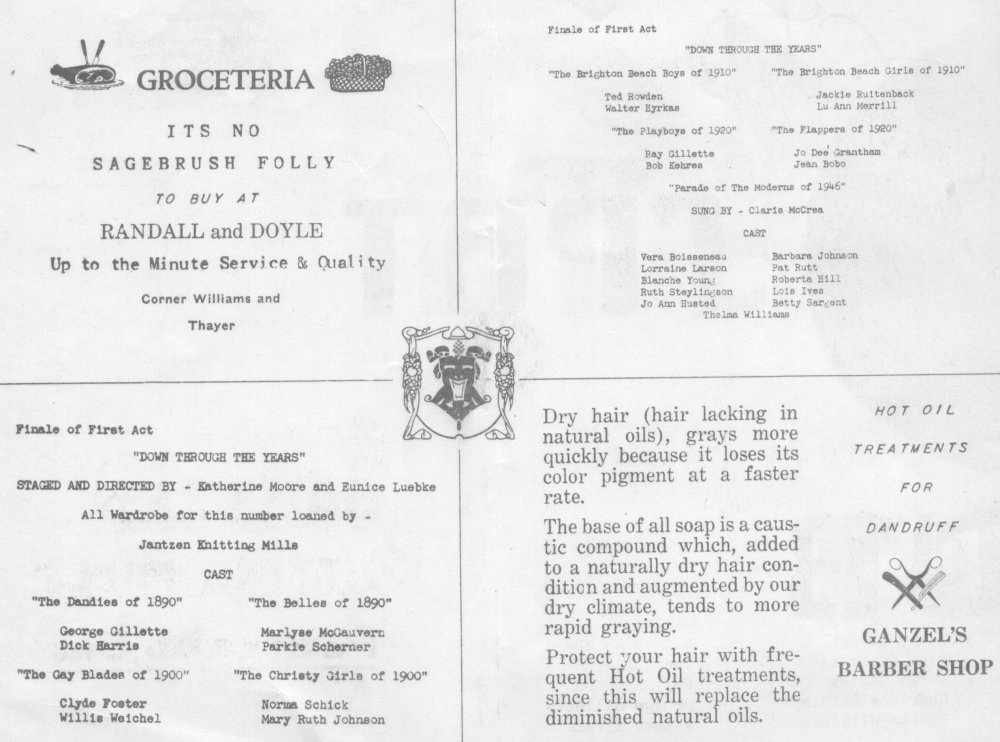 GROCETERIA
ITS NO
SAGEBRUSH FOLLY
TO BUY AT
RANDALL and DOYLE
Up to the Minute Service & Quality
Corner Williams and
Thayer
Finale of First Act
"DOWN THROUGH THE YEARS"
STAGED AND DIRECTED BY - Katherine Moore and Eunice Luebke
All Wardrobe for this number loaned by -
Jantzen Knitting Mills
CAST
"The Dandies of 1890" "The Belles of 1890"
George Gillette Marlyse McGauvern
Dick Harris Parkie Scherner
"The Gay Blades of 1900" "The Christy Girls of 1900"
Clyde Foster Norma Schick
Willis Weichel Mary Ruth Johnson
Finale of First Act
"DOWN THROUGH THE YEARS"
"The Brighton Beach Boys of 1910" "The Brighton Beach Girls of 1910"
Ted Rowden Jackie Ruitenback
Walter Hyrkas Lu Ann Merrill
"The Playboys of 1920" "The Flappers of 1920"
Ray Gillette Jo Dee Grantham
Bob Kehres Jean Bobo
"Parade of The Moderns of 1946"
SUNG BY - Claris McCrea
CAST
Vera Boisseneau Barbara Johnson
Lorraine Larson Pat Rutt
Blanche Young Roberta Hill
Ruth Steylingson Lois Ives
Jo Ann Husted Betty Sargent
Thelma Williams
Dry hair (hair lacking in
natural oils), grays more
quickly because it loses its
color pigment at a faster
rate.
The base of all soap is a caus-
tic compound which, added
to a naturally dry hair con-
dition and augmented by our
dry climate, tends to more
rapid graying.
Protect your hair with fre-
quent Hot Oil treatments,
since this will replace the
diminished natural oils.
HOT OIL
TREATMENTS
FOR
DANDRUFF
GANZEL'S
BARBER SHOP